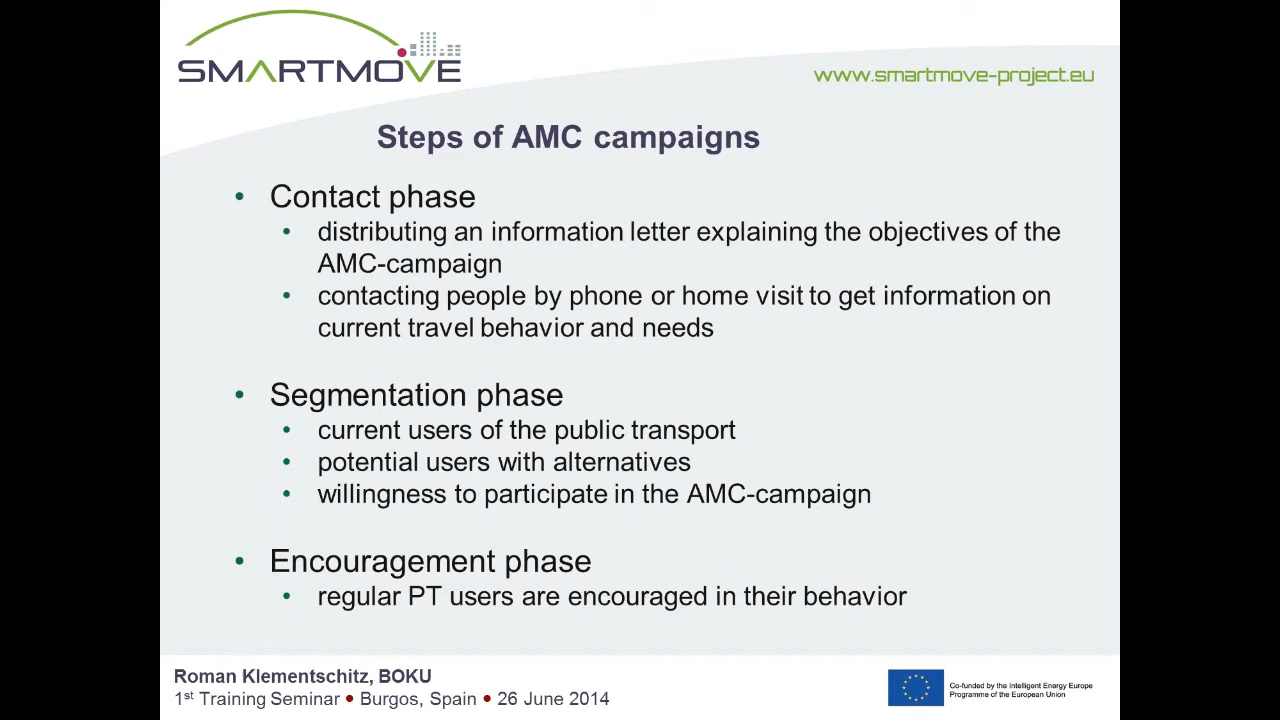 SMARTMOVE
www.smartmove-project.eu
Steps of AMC campaigns
• Contact phase
• distributing an information letter explaining the objectives of the
AMC-campaign
• contacting people by phone or home visit to get information on
current travel behavior and needs
• Segmentation phase
• current users of the public transport
• potential users with alternatives
• willingness to participate in the AMC-campaign
• Encouragement phase
• regular PT users are encouraged in their behavior
Roman Klementschitz, BOKU
1st Training Seminar • Burgos, Spain • 26 June 2014
Co-funded by the Intelligent Energy Europe
Programme of the European Union